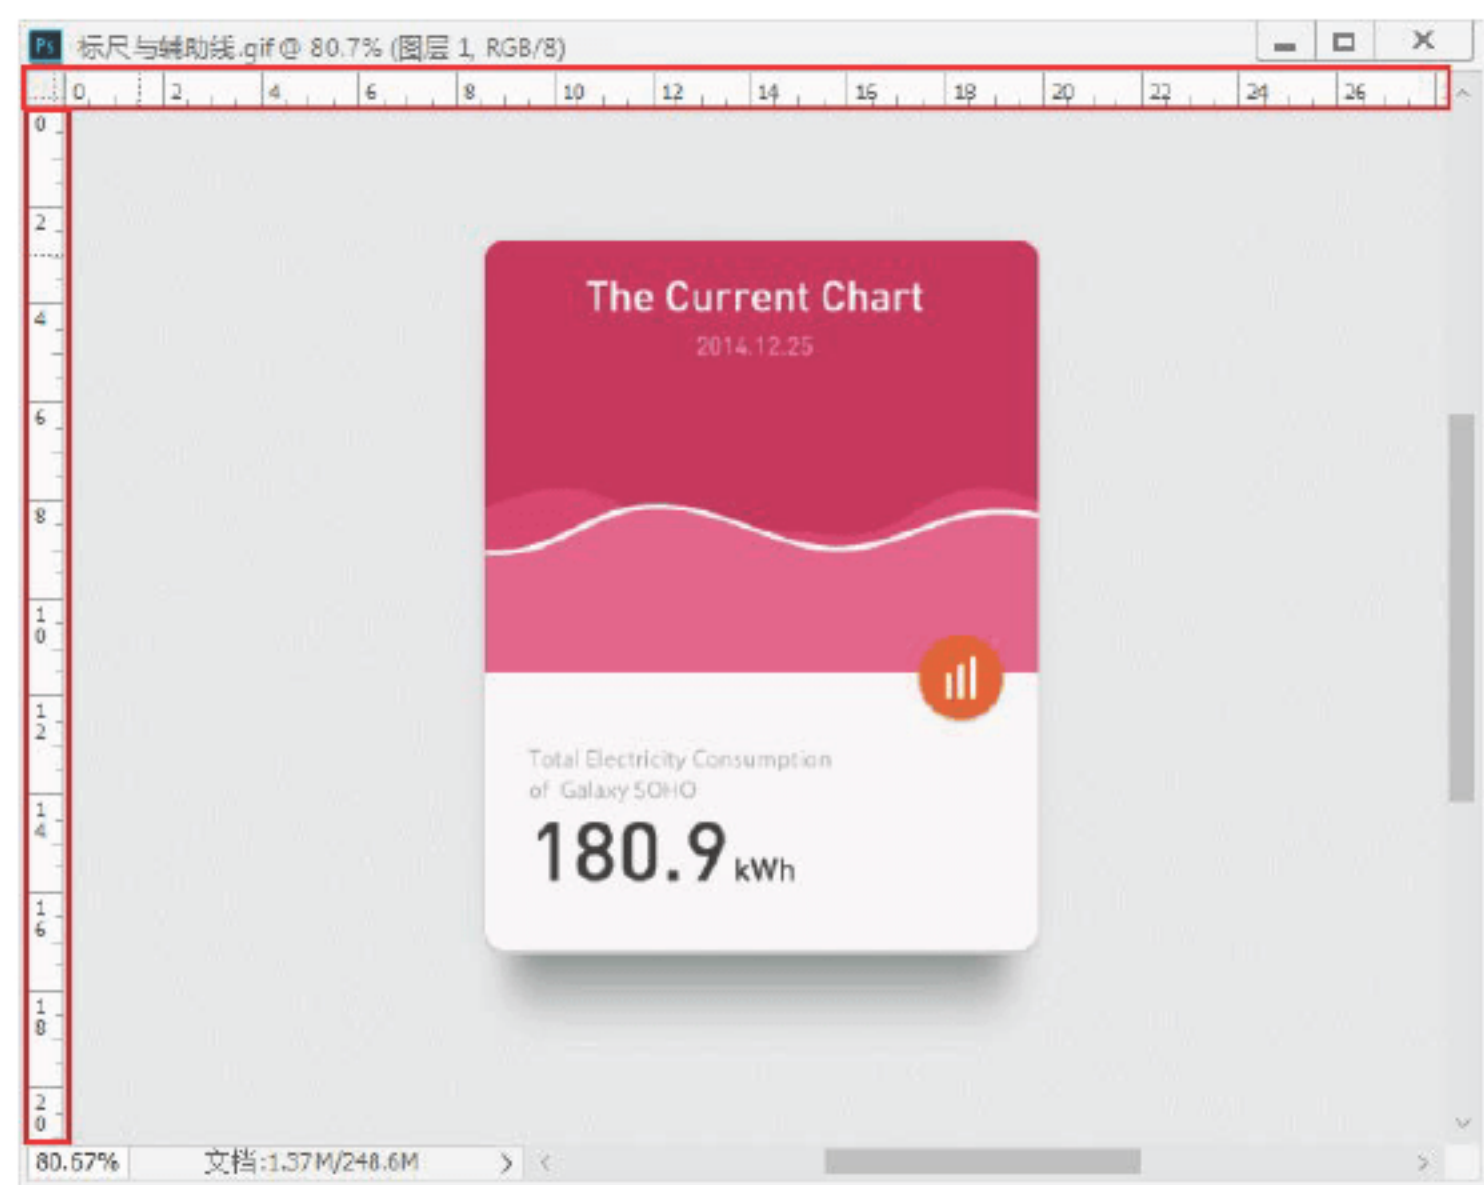 Ps 标尺与辅助线.gif @ 80.7% (图层 1, RGB/8)
0 2 4 6 8 10 12 14 16 18 20 22 24 26
0
2
4
6
8
10
12
14
16
18
20
The Current Chart
2014.12.25
Total Electricity Consumption
of Galaxy SOHO
180.9 kWh
80.67% 文档:1.37M/248.6M